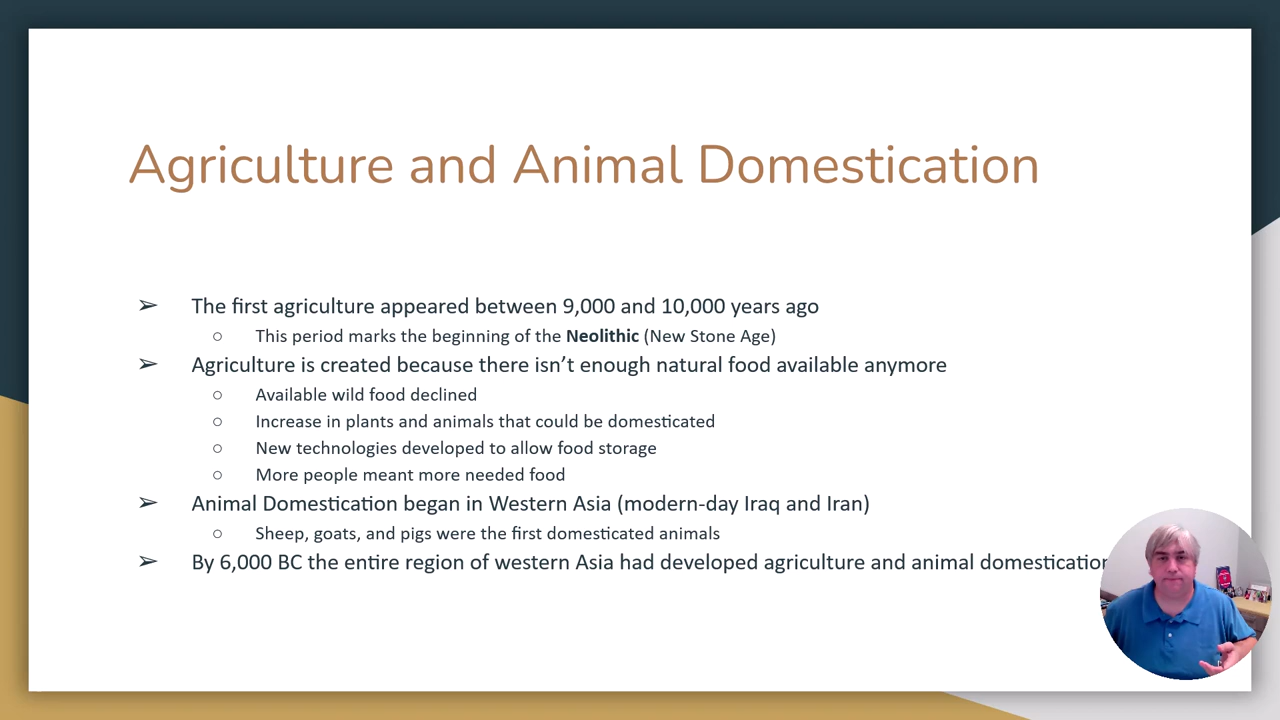 Agriculture and Animal Domestication
➢ The first agriculture appeared between 9,000 and 10,000 years ago
○ This period marks the beginning of the Neolithic (New Stone Age)
➢ Agriculture is created because there isn’t enough natural food available anymore
○ Available wild food declined
○ Increase in plants and animals that could be domesticated
○ New technologies developed to allow food storage
○ More people meant more needed food
➢ Animal Domestication began in Western Asia (modern-day Iraq and Iran)
○ Sheep, goats, and pigs were the first domesticated animals
➢ By 6,000 BC the entire region of western Asia had developed agriculture and animal domestication